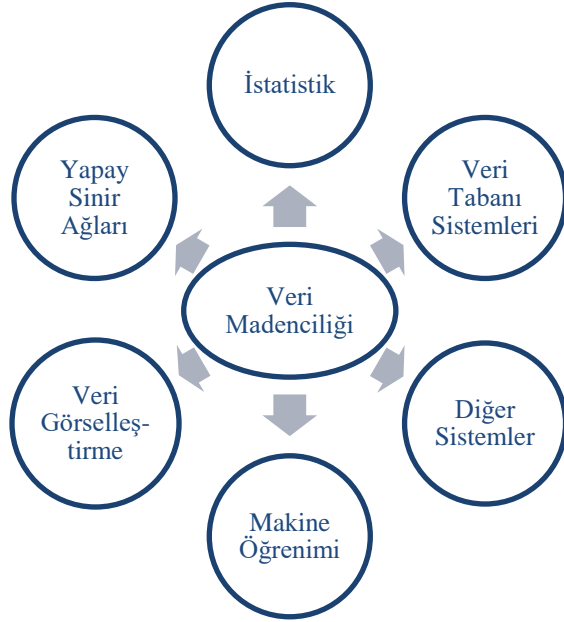 İstatistik
Yapay
Sinir
Ağları
Veri
Tabanı
Sistemleri
Veri
Madenciliği
Veri
Görselleş-
tirme
Diğer
Sistemler
Makine
Öğrenimi